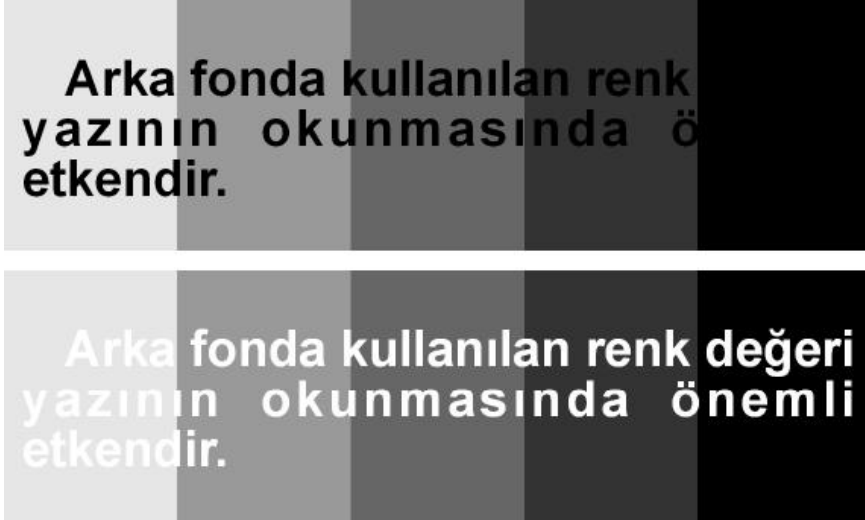 Arka fonda kullanılan renk
yazının okunmasında ö
etkendir.
Arka fonda kullanılan renk değeri
yazının okunmasında önemli
etkendir.